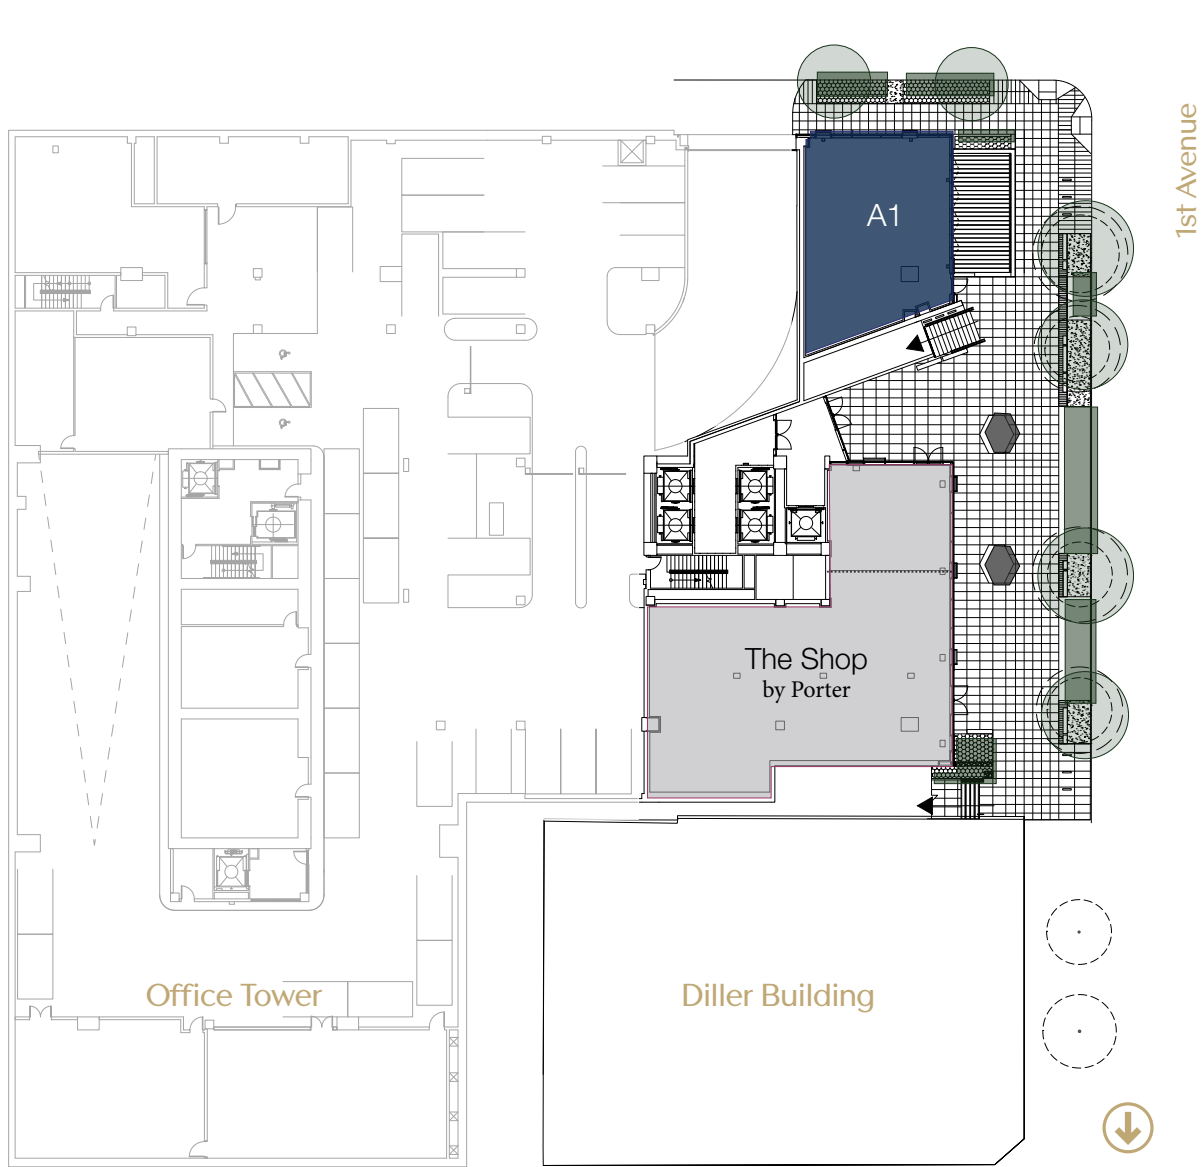 1st Avenue
A1
The Shop
by Porter
Office Tower
Diller Building